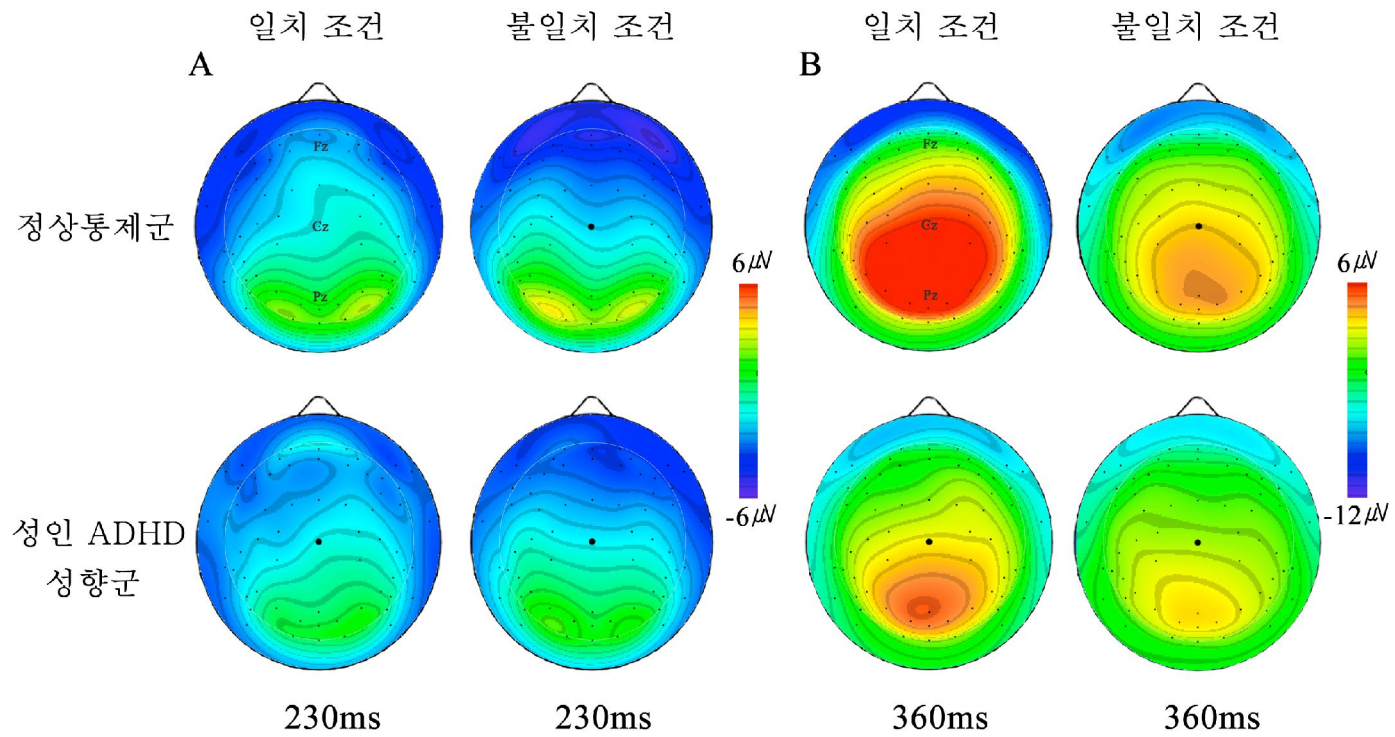 일치 조건
불일치 조건
일치 조건
불일치 조건
A
B
Fz
Cz
Pz
Fz
Cz
Pz
정상통제군
6㎶
-6㎶
6㎶
-12㎶
성인 ADHD
성향군
230ms
230ms
360ms
360ms